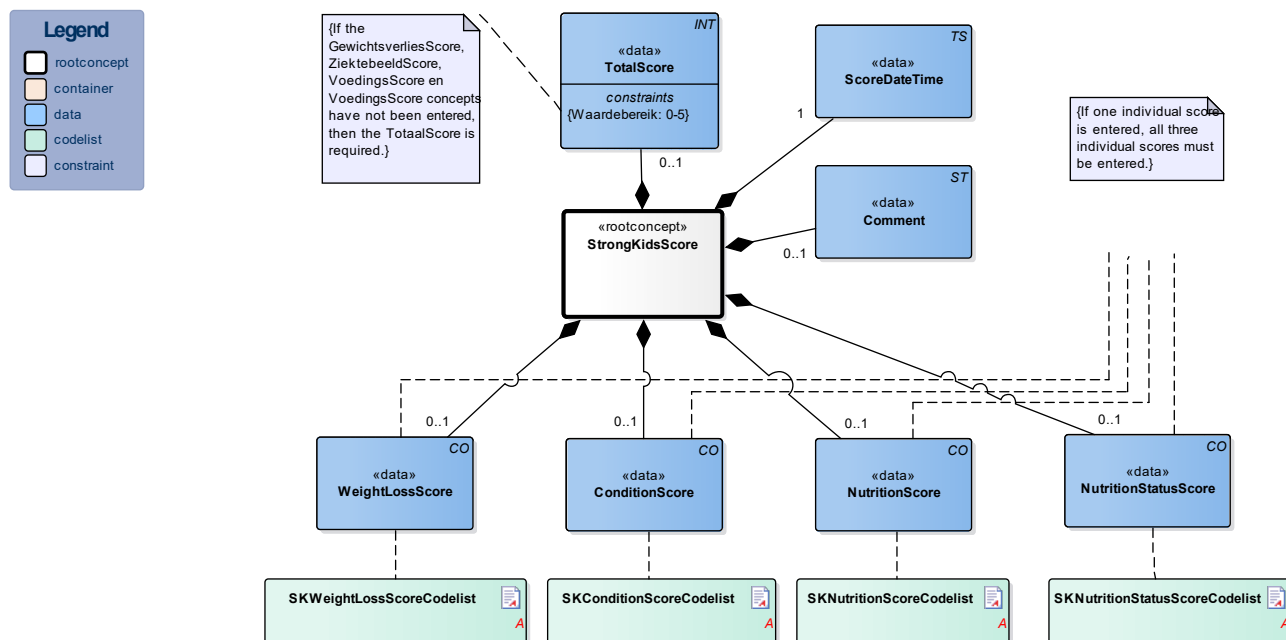 Legend
rootconcept
container
data
codelist
constraint
{If the
GewichtsverliesScore,
ZiektebeeldScore,
VoedingsScore en
VoedingsScore concepts
have not been entered,
then the TotaalScore is
required.}
INT
«data»
TotalScore
constraints
{Waardebereik: 0-5}
0..1
TS
«data»
ScoreDateTime
1
ST
«data»
Comment
0..1
{If one individual score
is entered, all three
individual scores must
be entered.}
«rootconcept»
StrongKidsScore
0..1
0..1
0..1
0..1
CO
«data»
WeightLossScore
CO
«data»
ConditionScore
CO
«data»
NutritionScore
CO
«data»
NutritionStatusScore
SKWeightLossScoreCodelist
A
SKConditionScoreCodelist
A
SKNutritionScoreCodelist
A
SKNutritionStatusScoreCodelist
A